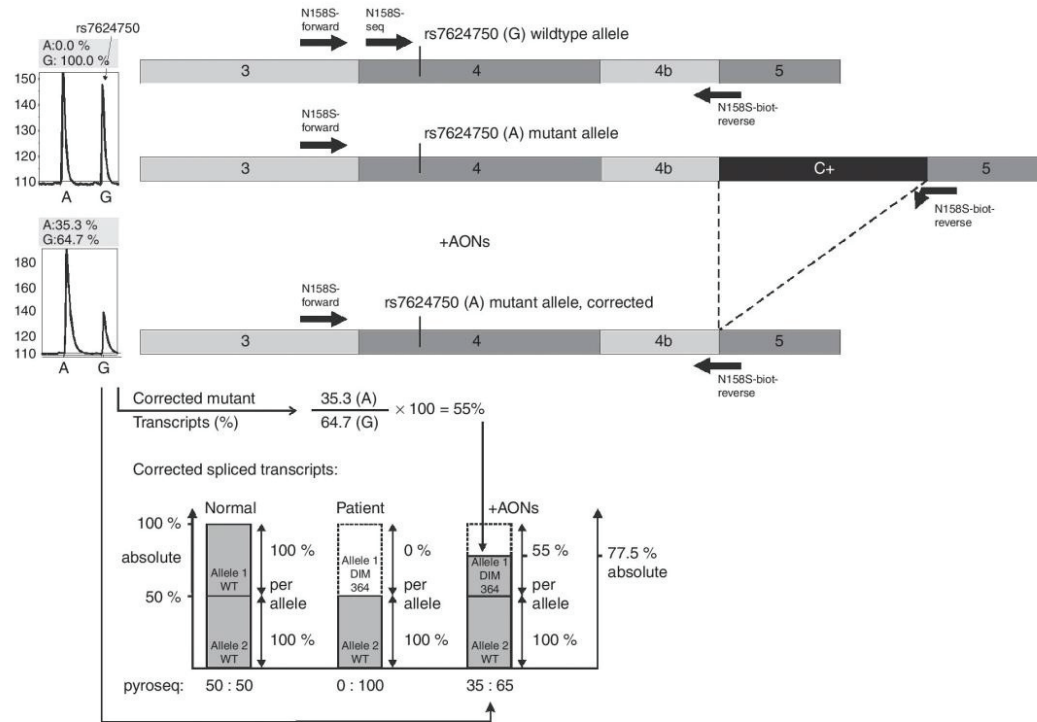 rs7624750
A:0.0 %
G: 100.0 %
150
140
130
120
110
A G
N158S-
forward
N158S-
seq
rs7624750 (G) wildtype allele
3 4 4b 5
N158S-biot-
reverse
N158S-
forward
rs7624750 (A) mutant allele
3 4 4b C+ 5
N158S-biot-
reverse
A:35.3 %
G:64.7 %
180
160
140
120
110
A G
+AONs
N158S-
forward
rs7624750 (A) mutant allele, corrected
3 4 4b 5
N158S-biot-
reverse
Corrected mutant
Transcripts (%)
35.3 (A)
64.7 (G)
× 100 = 55%
Corrected spliced transcripts:
Normal Patient +AONs
100 %
absolute
50 %
Allele 1
WT
Allele 2
WT
100 %
per
allele
100 %
Allele 1
DIM
364
Allele 2
WT
0 %
per
allele
100 %
Allele 1
DIM
364
Allele 2
WT
55 %
per
allele
100 %
77.5 %
absolute
pyroseq: 50 : 50 0 : 100 35 : 65